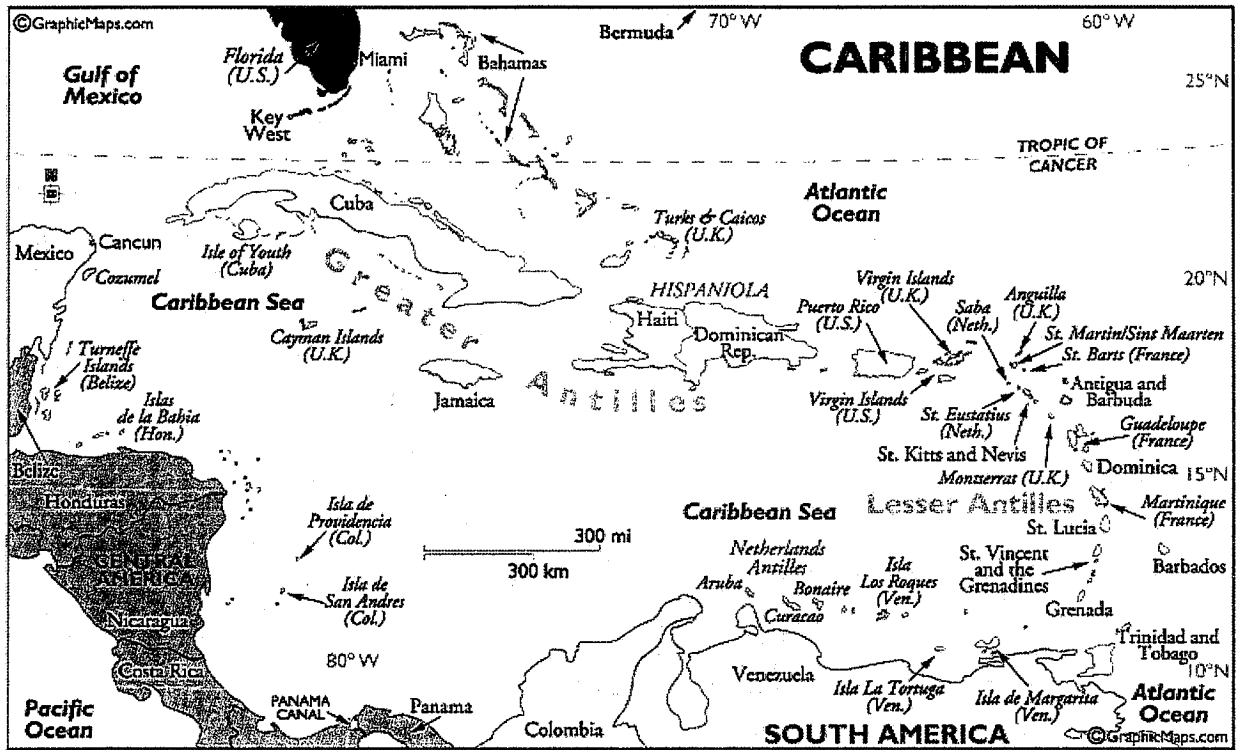 ©GraphicMaps.com
Bermuda
70° W
60° W
CARIBBEAN
Florida
(U.S.)
Miami
Bahamas
Gulf of
Mexico
25°N
Key
West
TROPIC OF
CANCER
Cuba
Atlantic
Ocean
Turks & Caicos
(U.K.)
Mexico
Cancun
Isle of Youth
(Cuba)
Cozumel
Caribbean Sea
Greater
Antilles
20°N
HISPANIOLA
Haiti
Dominican
Rep.
Puerto Rico
(U.S.)
Virgin Islands
(U.K.)
Saba
(Neth.)
Anguilla
(U.K.)
St. Martin/Sint Maarten
St. Barts (France)
Cayman Islands
(U.K.)
Turneffe
Islands
(Belize)
Jamaica
Virgin Islands
(U.S.)
St. Eustatius
(Neth.)
Antigua and
Barbuda
Islas
de la Bahia
(Hon.)
St. Kitts and Nevis
Guadeloupe
(France)
Montserrat (U.K.)
Belize
Dominica
15°N
Honduras
Isla de
Providencia
(Col.)
Caribbean Sea
Lesser Antilles
Martinique
(France)
St. Lucia
300 mi
300 km
CENTRAL
AMERICA
Netherlands
Antilles
Aruba
Bonaire
Curacao
Isla
Los Roques
(Ven.)
St. Vincent
and the
Grenadines
Barbados
Isla de
San Andres
(Col.)
Grenada
Nicaragua
Trinidad and
Tobago
80° W
Costa Rica
Venezuela
10°N
Isla La Tortuga
(Ven.)
Isla de Margarita
(Ven.)
Pacific
Ocean
PANAMA
CANAL
Panama
Colombia
SOUTH AMERICA
Atlantic
Ocean
©GraphicMaps.com